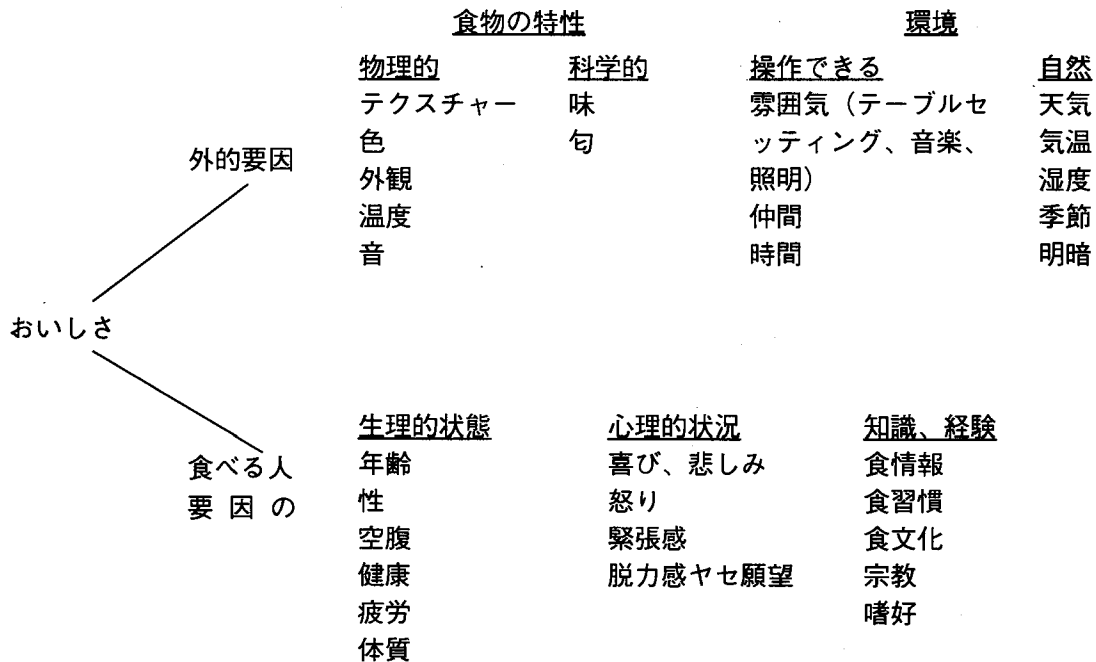 食物の特性
環境
物理的
テクスチャー
色
外観
温度
音
科学的
味
匂
操作できる
雰囲気（テーブルセ
ッティング、音楽、
照明）
仲間
時間
自然
天気
気温
湿度
季節
明暗
外的要因
おいしさ
食べる人
要因の
生理的状態
年齢
性
空腹
健康
疲労
体質
心理的状況
喜び、悲しみ
怒り
緊張感
脱力感ヤセ願望
知識、経験
食情報
食習慣
食文化
宗教
嗜好